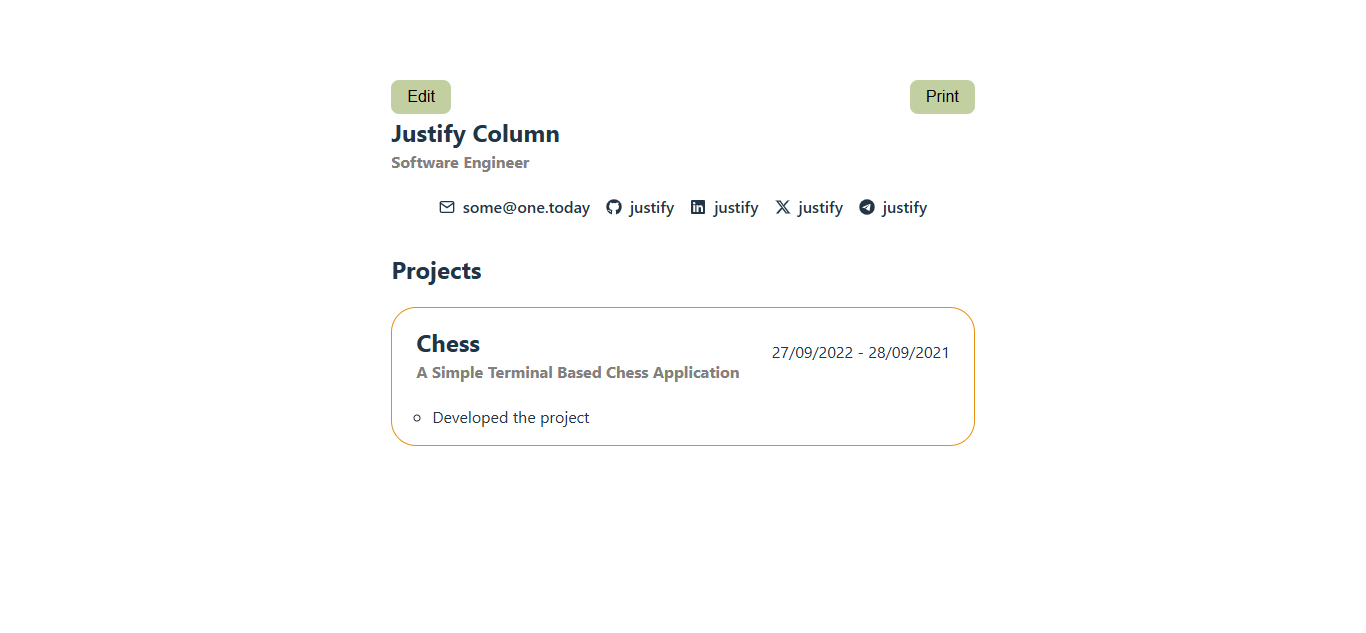 Edit
Print
Justify Column
Software Engineer
some@one.today justify justify justify justify
Projects
Chess
27/09/2022 - 28/09/2021
A Simple Terminal Based Chess Application
Developed the project